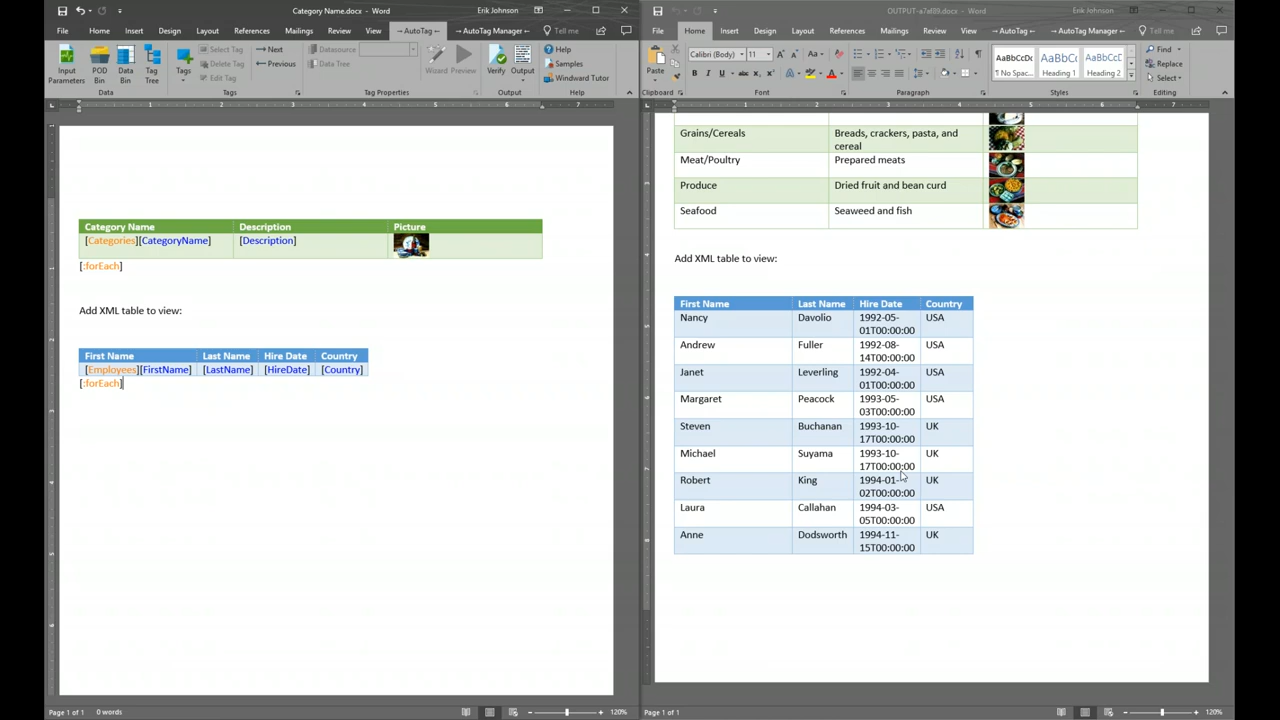 Category Name.docx - Word
Erik Johnson
File
Home
Insert
Design
Layout
References
Mailings
Review
View
→AutoTag←
→AutoTag Manager←
Tell me
Input
Parameters
POD
Bin
Data
Bin
Tag
Tree
Data
Tags
Select Tag
Delete Tag
Edit Tag
Next
Previous
Tags
Datasource
Data Tree
Tag Properties
Wizard
Preview
Verify
Output
Output
Help
Samples
Windward Tutor
Help
Category Name Description Picture
[Categories][CategoryName] [Description]
[:forEach]
Add XML table to view:
First Name Last Name Hire Date Country
[Employees][FirstName] [LastName] [HireDate] [Country]
[:forEach]
Page 1 of 1 0 words
120%
OUTPUT-a7af89.docx - Word
Erik Johnson
File
Home
Insert
Design
Layout
References
Mailings
Review
View
→AutoTag←
→AutoTag Manager←
Tell me
Paste
Clipboard
Calibri (Body) 11
Font
Paragraph
AaBbCcDc
1 No Spac...
AaBbCc
Heading 1
AaBbCcC
Heading 2
Styles
Find
Replace
Select
Editing
Grains/Cereals Breads, crackers, pasta, and
cereal
Meat/Poultry Prepared meats
Produce Dried fruit and bean curd
Seafood Seaweed and fish
Add XML table to view:
First Name Last Name Hire Date Country
Nancy Davolio 1992-05- USA
01T00:00:00
Andrew Fuller 1992-08- USA
14T00:00:00
Janet Leverling 1992-04- USA
01T00:00:00
Margaret Peacock 1993-05- USA
03T00:00:00
Steven Buchanan 1993-10- UK
17T00:00:00
Michael Suyama 1993-10- UK
17T00:00:00
Robert King 1994-01- UK
02T00:00:00
Laura Callahan 1994-03- USA
05T00:00:00
Anne Dodsworth 1994-11- UK
15T00:00:00
Page 1 of 1
120%